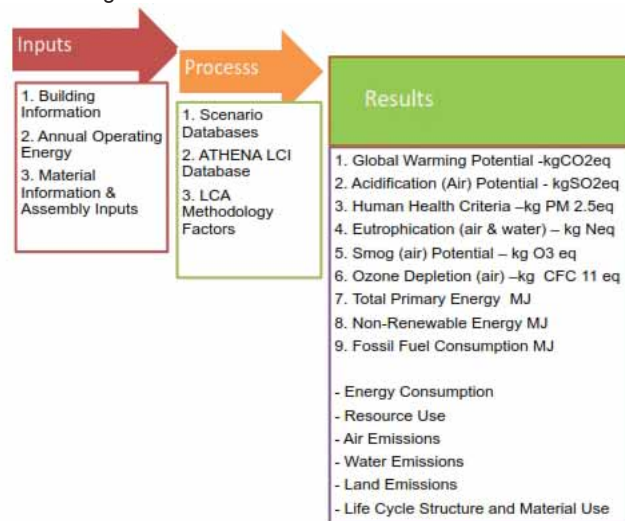 Inputs
1. Building
Information
2. Annual Operating
Energy
3. Material
Information &
Assembly Inputs
Processs
1. Scenario
Databases
2. ATHENA LCI
Database
3. LCA
Methodology
Factors
Results
1. Global Warming Potential -kgCO2eq
2. Acidification (Air) Potential - kgSO2eq
3. Human Health Criteria –kg PM 2.5eq
4. Eutrophication (air & water) – kg Neq
5. Smog (air) Potential – kg O3 eq
6. Ozone Depletion (air) –kg CFC 11 eq
7. Total Primary Energy MJ
8. Non-Renewable Energy MJ
9. Fossil Fuel Consumption MJ
- Energy Consumption
- Resource Use
- Air Emissions
- Water Emissions
- Land Emissions
- Life Cycle Structure and Material Use